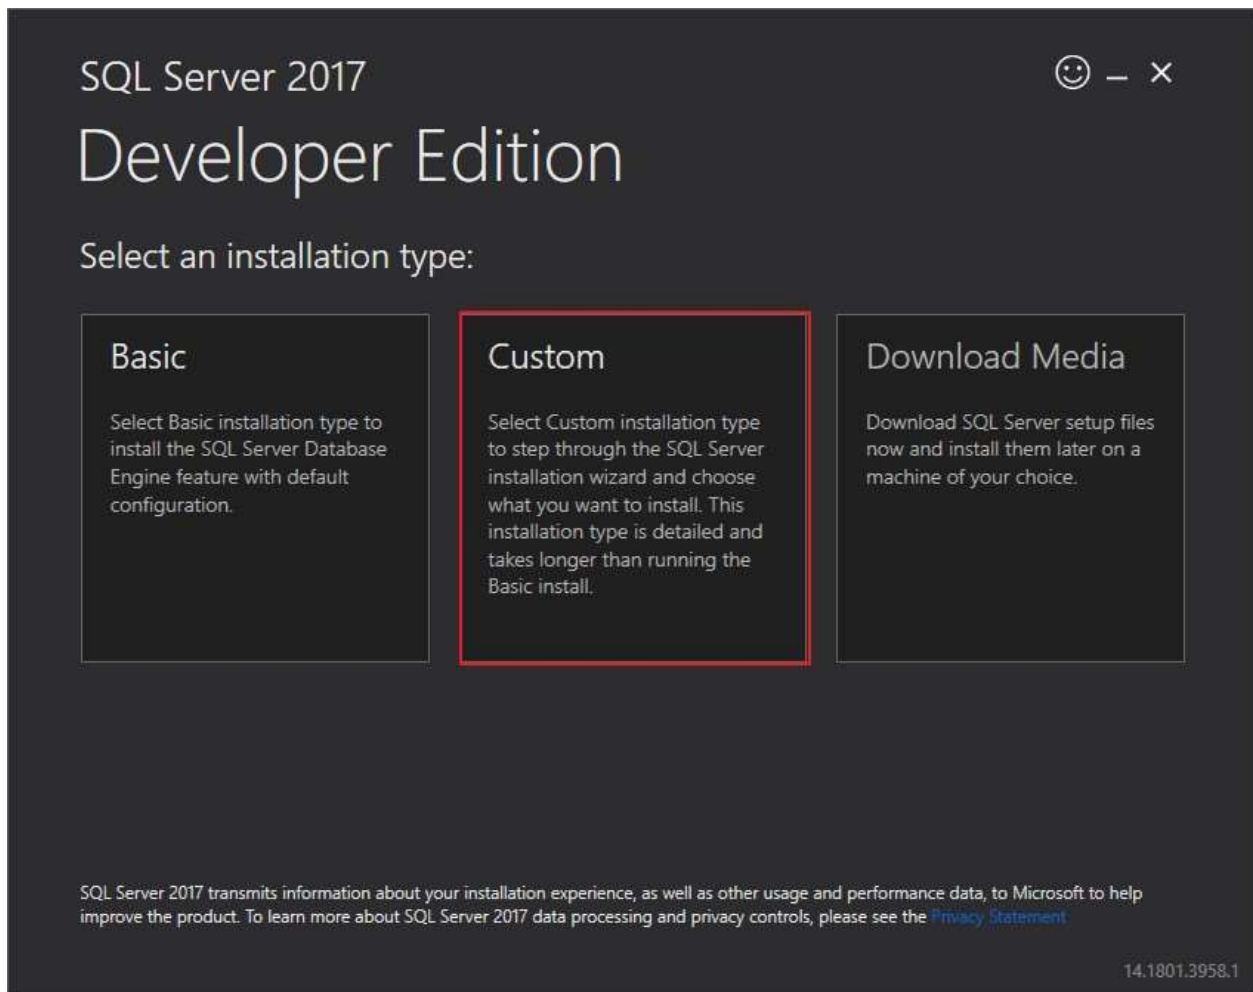 SQL Server 2017
Developer Edition
Select an installation type:
Basic
Select Basic installation type to
install the SQL Server Database
Engine feature with default
configuration.
Custom
Select Custom installation type
to step through the SQL Server
installation wizard and choose
what you want to install. This
installation type is detailed and
takes longer than running the
Basic install.
Download Media
Download SQL Server setup files
now and install them later on a
machine of your choice.
SQL Server 2017 transmits information about your installation experience, as well as other usage and performance data, to Microsoft to help
improve the product. To learn more about SQL Server 2017 data processing and privacy controls, please see the Privacy Statement
14.1801.3958.1